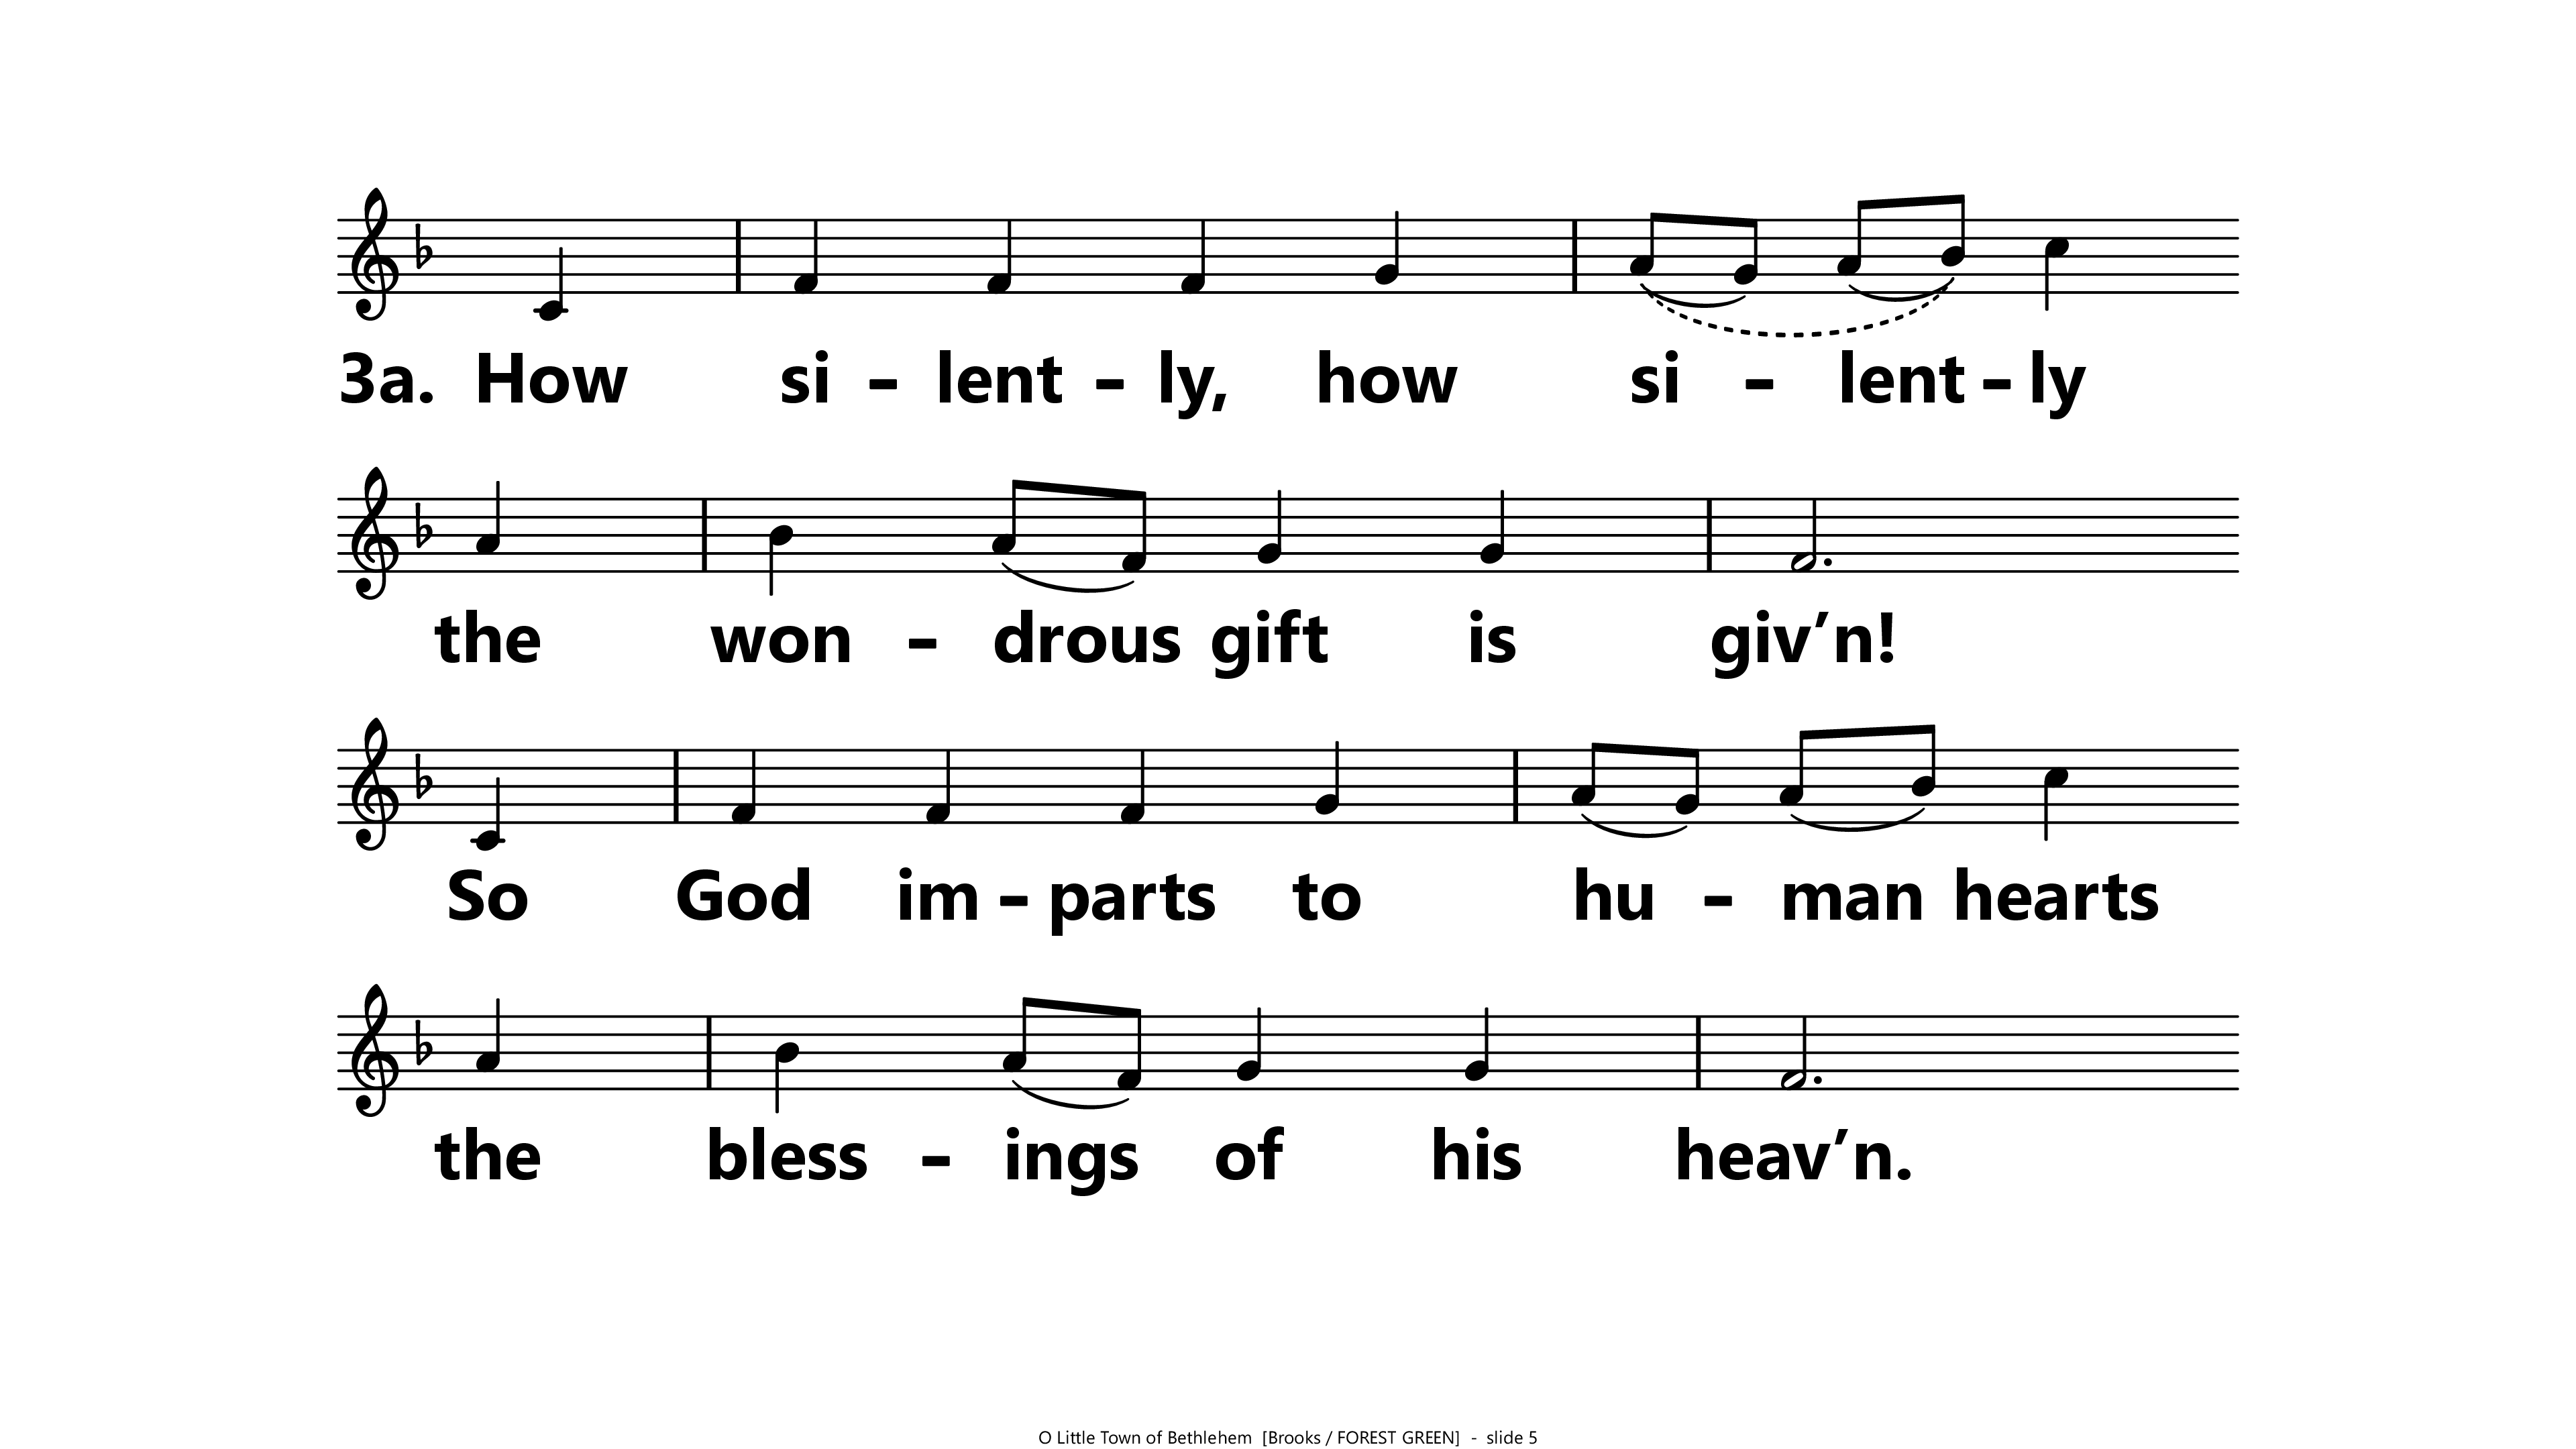 3a. How si – lent – ly, how si – lent – ly
the won – drous gift is giv’n!
So God im – parts to hu – man hearts
the bless – ings of his heav’n.
O Little Town of Bethlehem [Brooks / FOREST GREEN] - slide 5